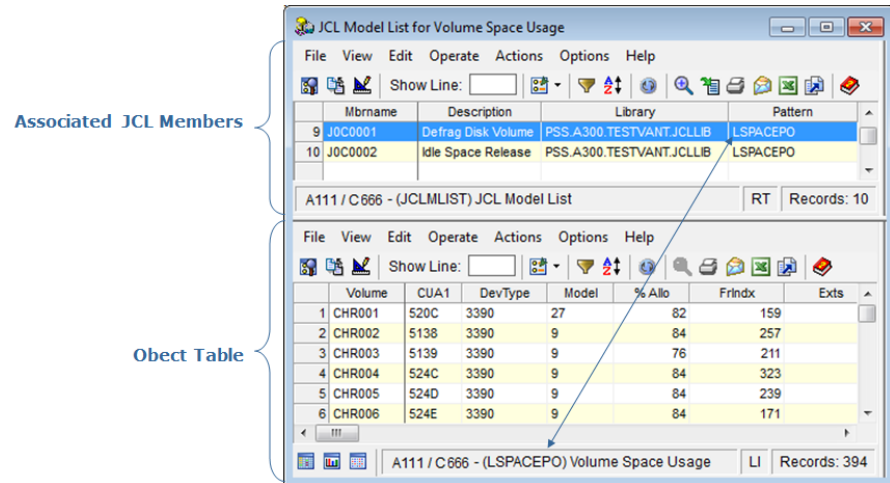 JCL Model List for Volume Space Usage
File View Edit Operate Actions Options Help
Show Line:
Mbrname Description Library Pattern
9 J0C0001 Defrag Disk Volume PSS.A300.TESTVANT.JCLLIB LSPACEPO
10 J0C0002 Idle Space Release PSS.A300.TESTVANT.JCLLIB LSPACEPO
A111 / C666 - (JCLMLIST) JCL Model List RT Records: 10
Associated JCL Members
File View Edit Operate Actions Options Help
Show Line:
Volume CUA1 DevType Model % Allo FrIndx Exts
1 CHR001 520C 3390 27 82 159
2 CHR002 5138 3390 9 84 257
3 CHR003 5139 3390 9 76 211
4 CHR004 524C 3390 9 84 323
5 CHR005 524D 3390 9 84 239
6 CHR006 524E 3390 9 84 171
Obect Table
A111 / C666 - (LSPACEPO) Volume Space Usage LI Records: 394